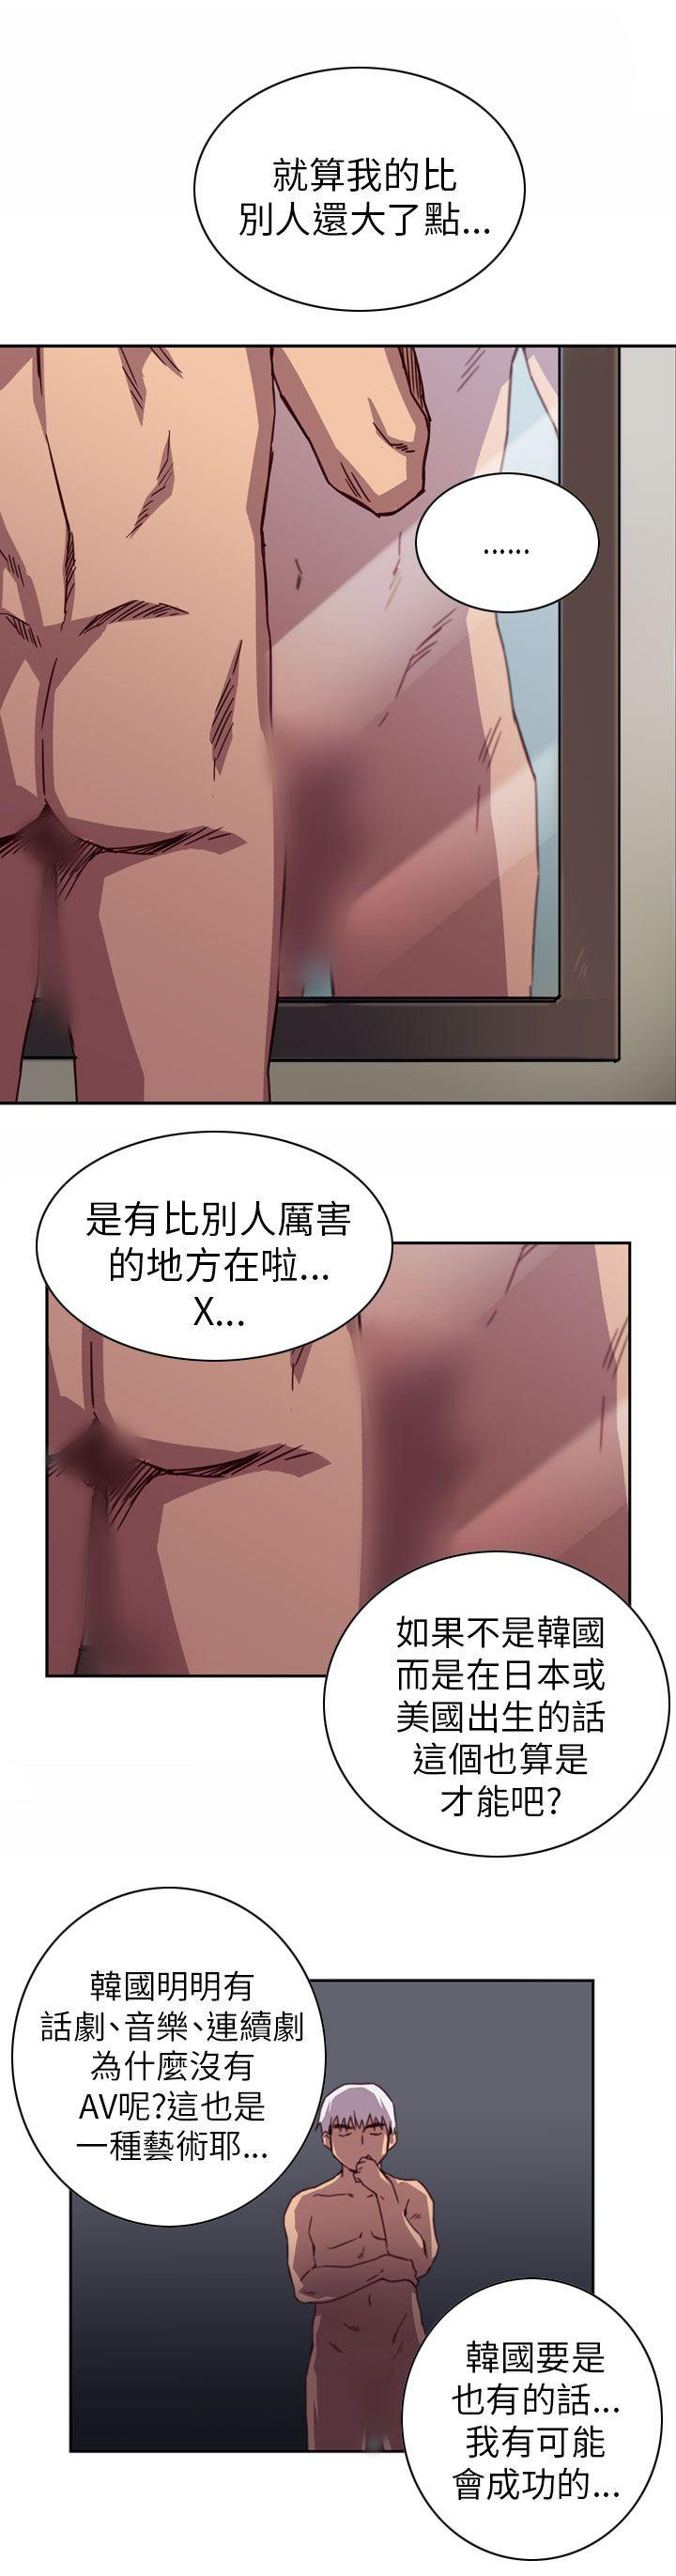 就算我的比
別人還大了點...
......
是有比別人厲害
的地方在啦...
X...
如果不是韓國
而是在日本或
美國出生的話
這個也算是
才能吧?
韓國明明有
話劇、音樂、連續劇
為什麼沒有
AV呢?這也是
一種藝術耶...
韓國要是
也有的話...
我有可能
會成功的...